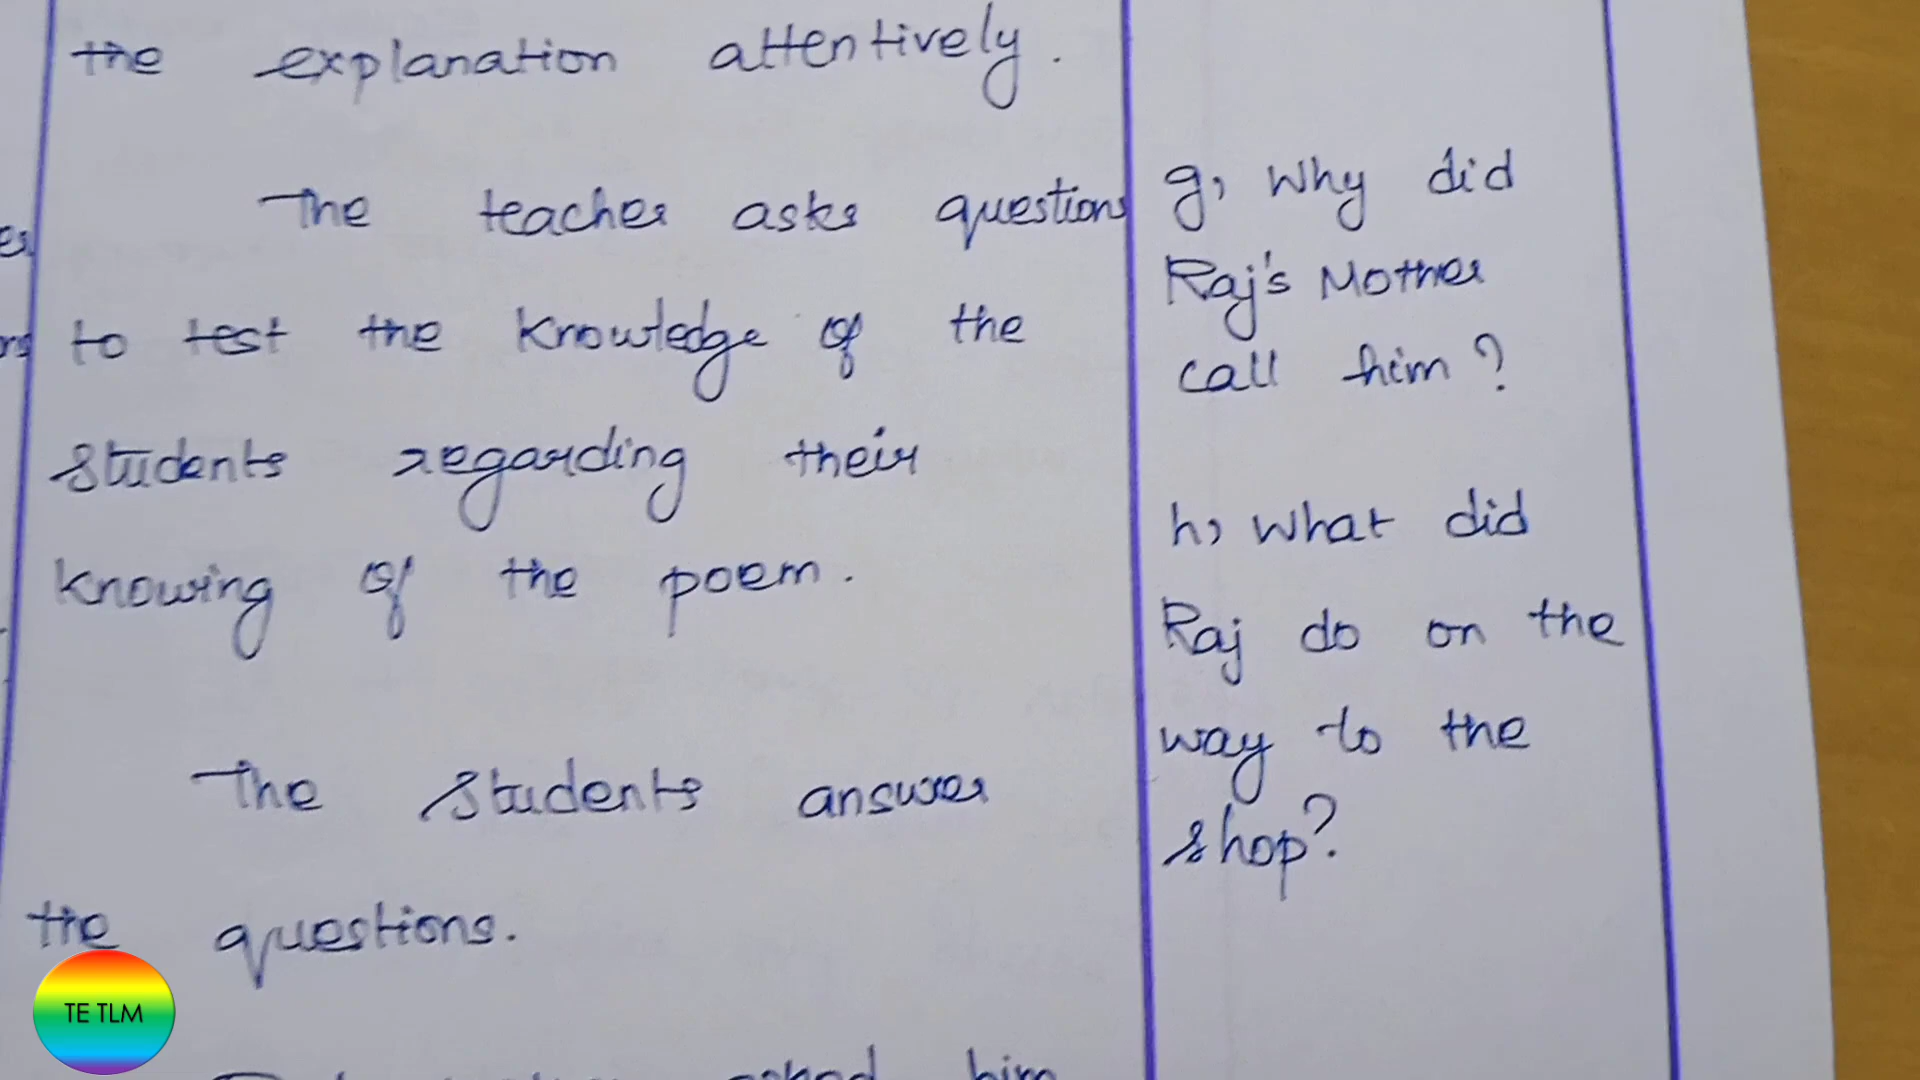 the explanation attentively.
The teacher asks questions
to test the knowledge of the
students regarding their
knowing of the poem.
The students answer
the questions.
asked him
g, Why did
Raj's Mother
call him?
h, What did
Raj do on the
way to the
shop?
TE TLM